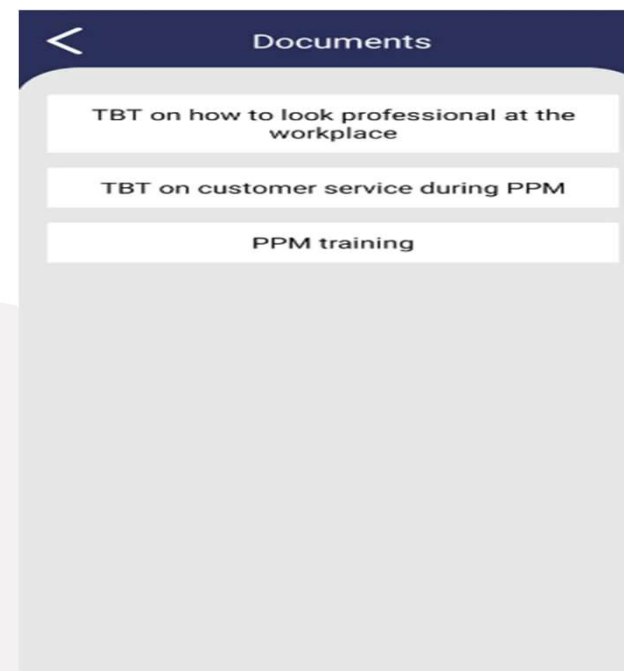 Documents
TBT on how to look professional at the
workplace
TBT on customer service during PPM
PPM training